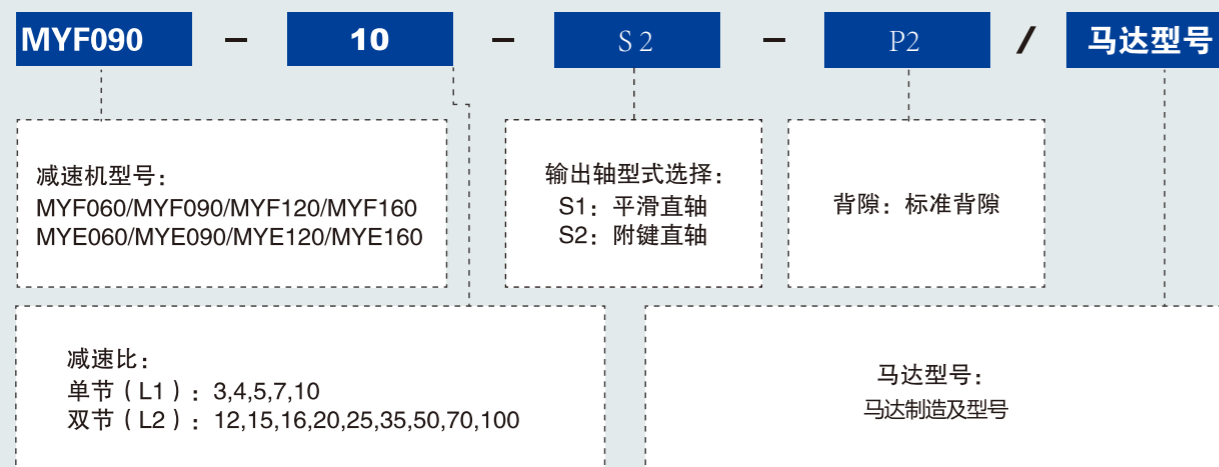 MYF090 － 10 － S2 － P2 / 马达型号
减速机型号：
MYF060/MYF090/MYF120/MYF160
MYE060/MYE090/MYE120/MYE160
输出轴型式选择：
S1：平滑直轴
S2：附键直轴
背隙：标准背隙
减速比：
单节（L1）：3,4,5,7,10
双节（L2）：12,15,16,20,25,35,50,70,100
马达型号：
马达制造及型号